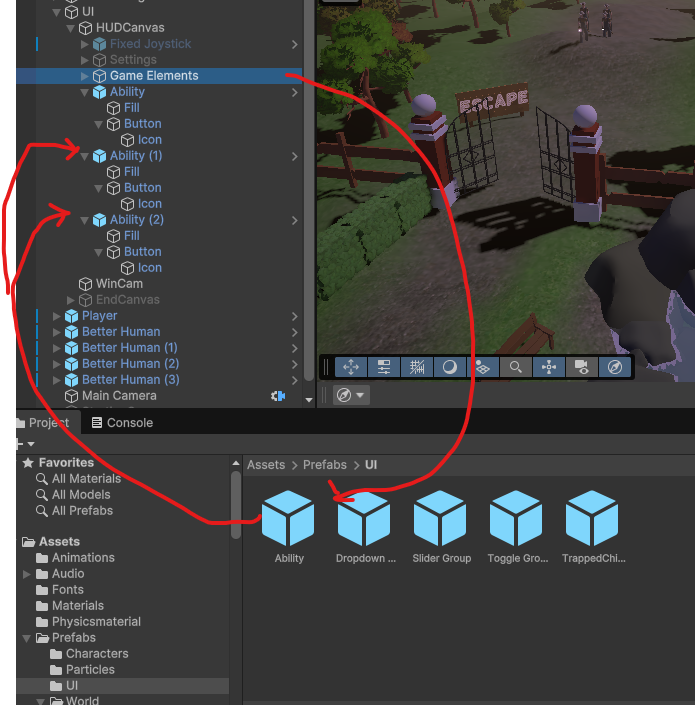 UI
HUDCanvas
Fixed Joystick
Settings
Game Elements
Ability
Fill
Button
Icon
Ability (1)
Fill
Button
Icon
Ability (2)
Fill
Button
Icon
WinCam
EndCanvas
Player
Better Human
Better Human (1)
Better Human (2)
Better Human (3)
Main Camera
ESCAPE
Project
Console
Favorites
All Materials
All Models
All Prefabs
Assets
Animations
Audio
Fonts
Materials
Physicsmaterial
Prefabs
Characters
Particles
UI
World
Assets > Prefabs > UI
Ability
Dropdown ...
Slider Group
Toggle Gro...
TrappedChi...